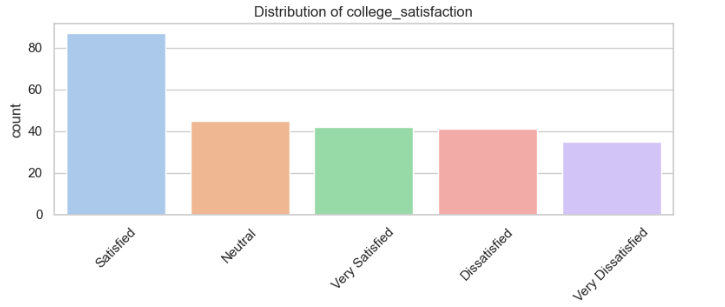 Distribution of college_satisfaction
count
80
60
40
20
0
Satisfied
Neutral
Very Satisfied
Dissatisfied
Very Dissatisfied